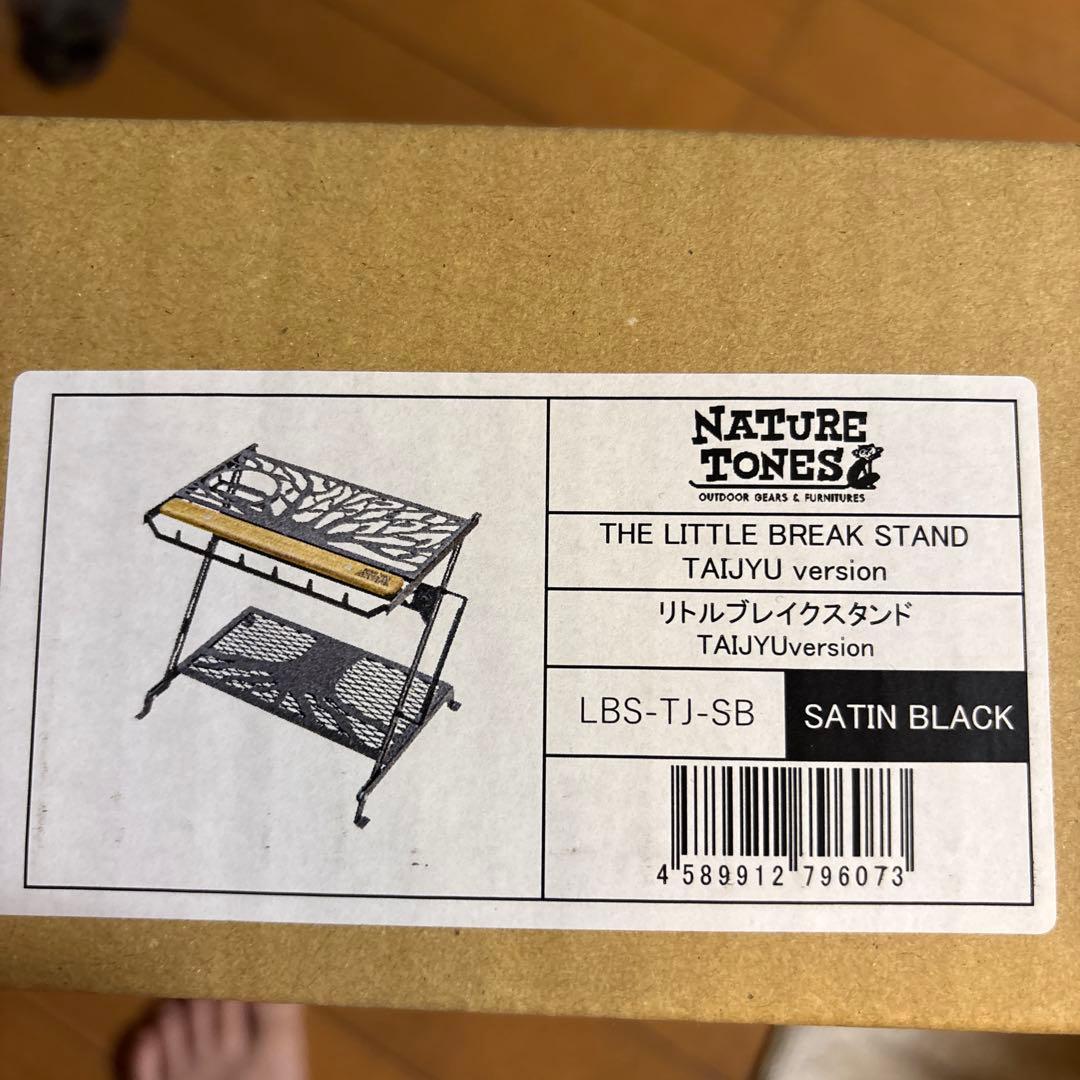 NATURE
TONES
OUTDOOR GEARS & FURNITURES
THE LITTLE BREAK STAND
TAIJYU version
リトルブレイクスタンド
TAIJYUversion
LBS-TJ-SB
SATIN BLACK
4 589912 796073